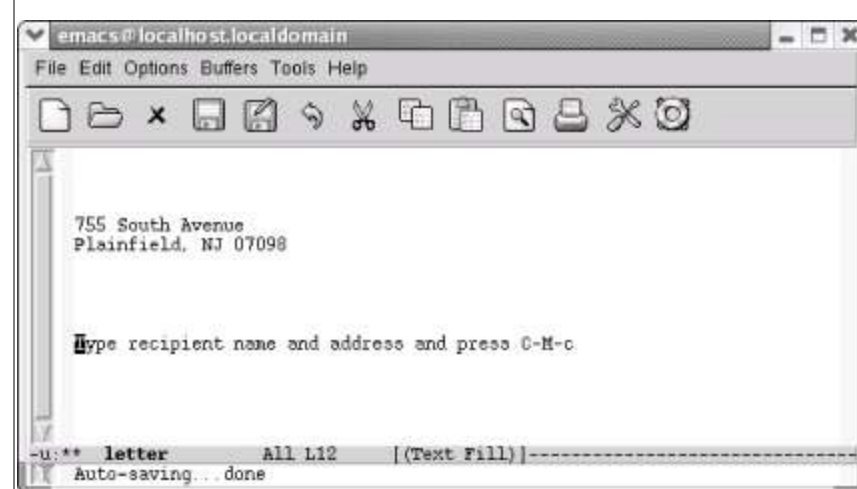 emacs@localhost.localdomain
File Edit Options Buffers Tools Help
755 South Avenue
Plainfield, NJ 07098
Type recipient name and address and press C-M-c
-u:** letter All L12 [(Text Fill)]------------------------------
Auto-saving...done